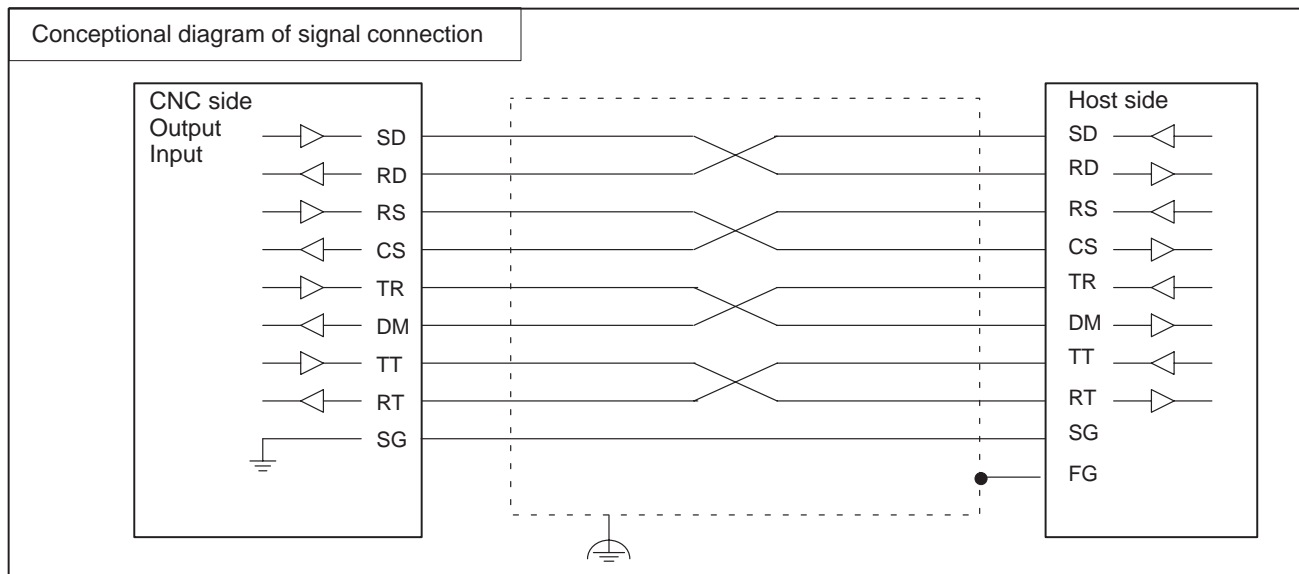 Conceptional diagram of signal connection
CNC side
Output
Input
SD
RD
RS
CS
TR
DM
TT
RT
SG
Host side
SD
RD
RS
CS
TR
DM
TT
RT
SG
FG